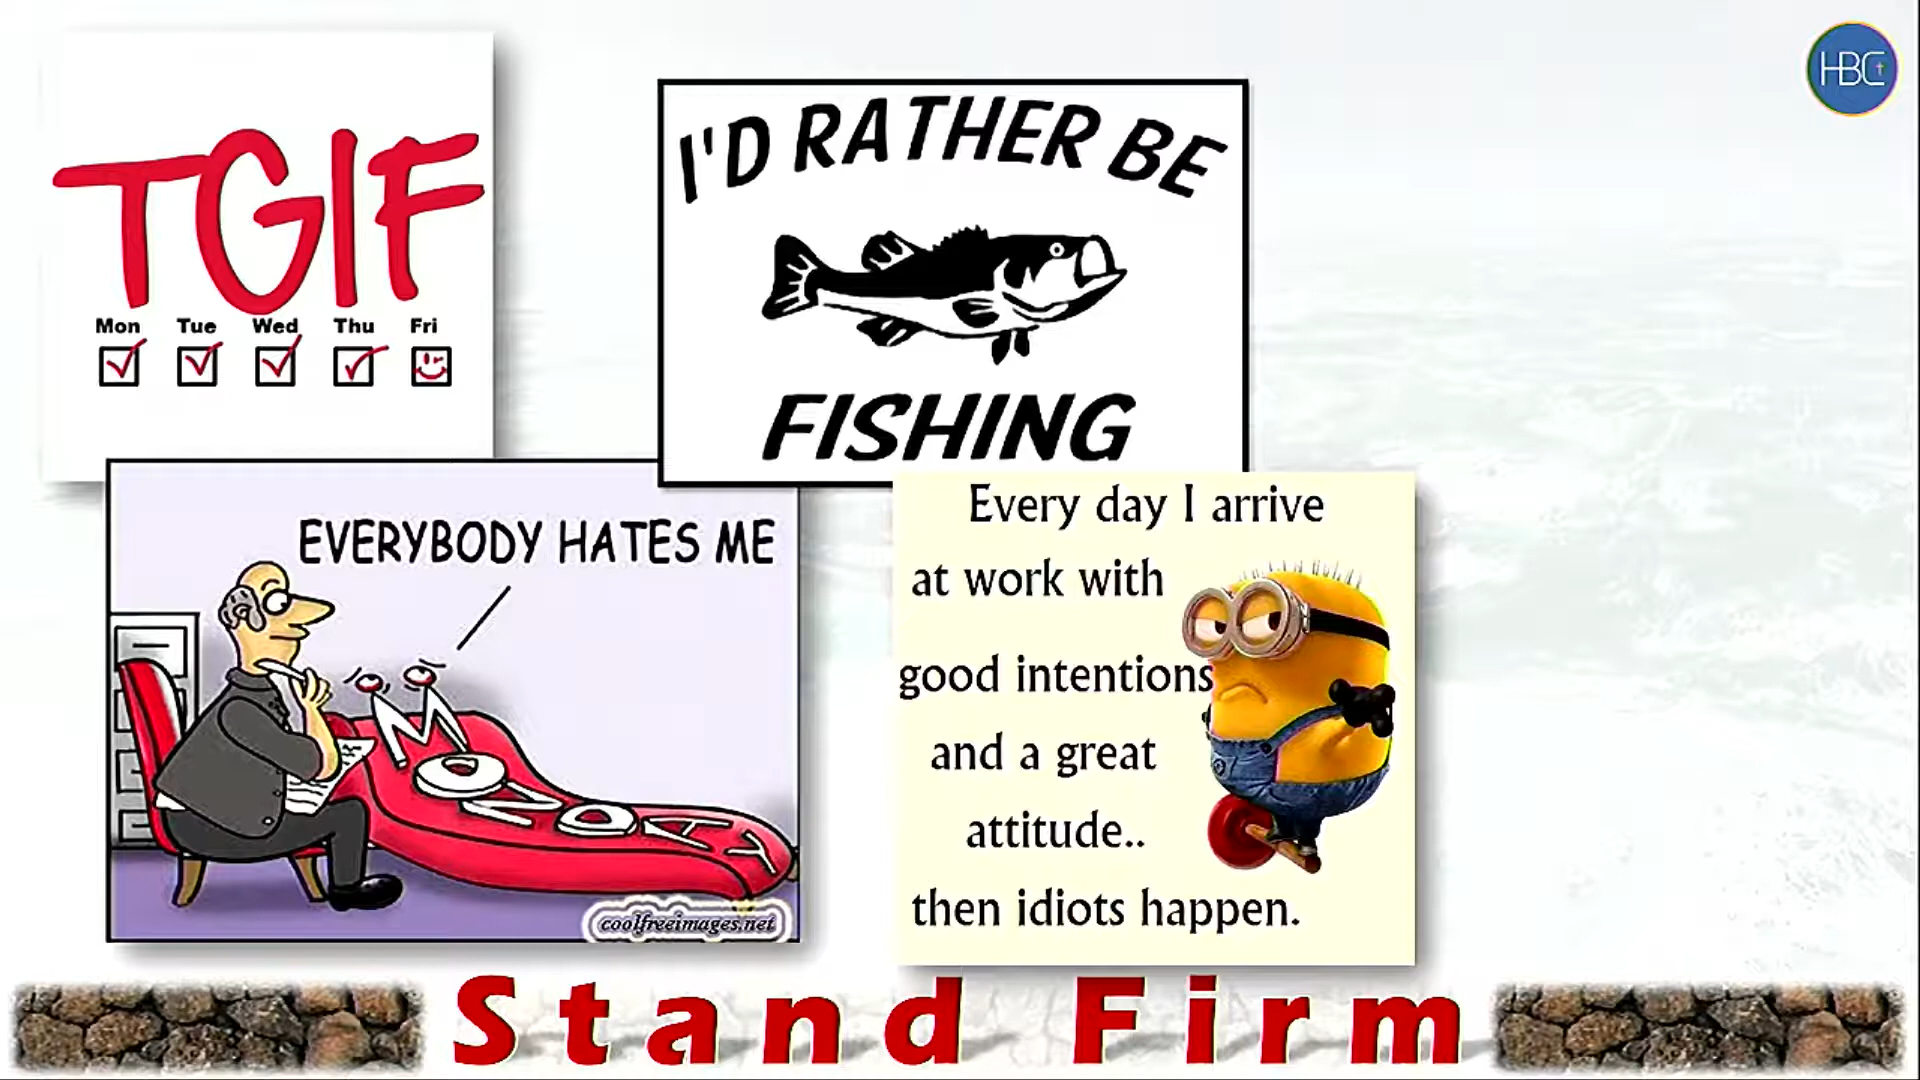 HBC
TGIF
Mon Tue Wed Thu Fri
I'D RATHER BE
FISHING
EVERYBODY HATES ME
MONDAY
coolfreeimages.net
Every day I arrive
at work with
good intentions
and a great
attitude..
then idiots happen.
Stand Firm